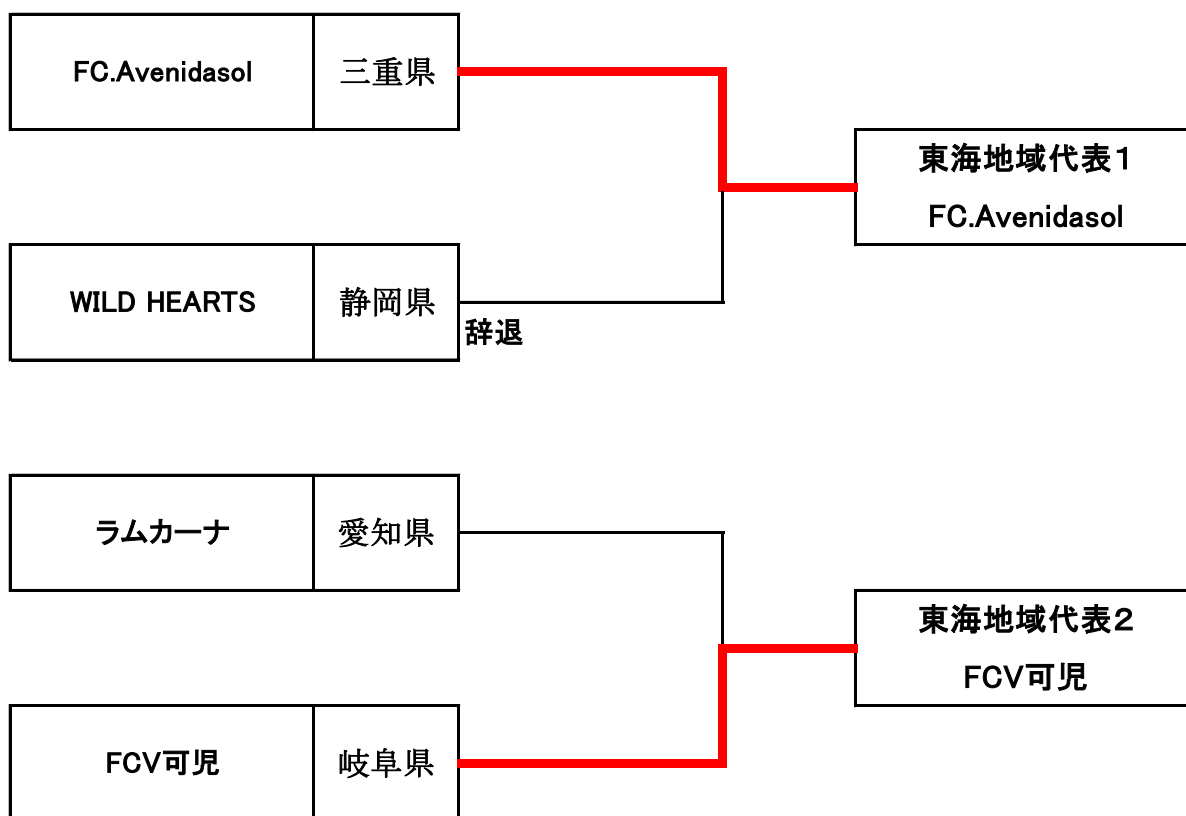 FC.Avenidasol 三重県
東海地域代表1
FC.Avenidasol
WILD HEARTS 静岡県
辞退
ラムカーナ 愛知県
東海地域代表2
FCV可児
FCV可児 岐阜県